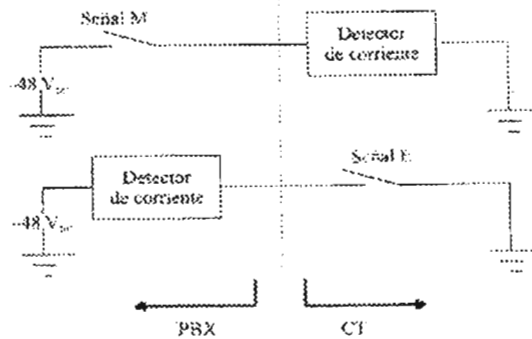 Señal M
Detector
de corriente
-48 V
Señal E
Detector
de corriente
-48 V
PBX
CT